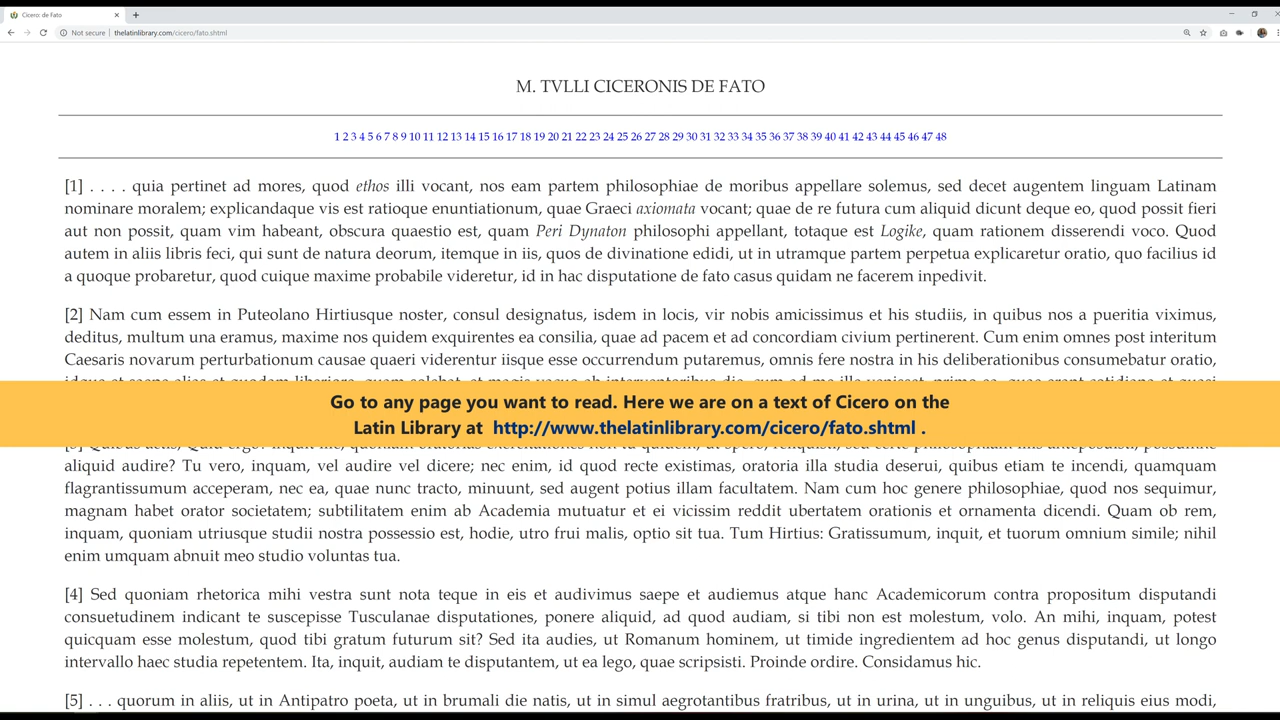 Cicero: de Fato
Not secure | thelatinlibrary.com/cicero/fato.shtml
M. TVLLI CICERONIS DE FATO
1 2 3 4 5 6 7 8 9 10 11 12 13 14 15 16 17 18 19 20 21 22 23 24 25 26 27 28 29 30 31 32 33 34 35 36 37 38 39 40 41 42 43 44 45 46 47 48
[1] . . . . quia pertinet ad mores, quod ethos illi vocant, nos eam partem philosophiae de moribus appellare solemus, sed decet augentem linguam Latinam
nominare moralem; explicandaque vis est ratioque enuntiationum, quae Graeci axiomata vocant; quae de re futura cum aliquid dicunt deque eo, quod possit fieri
aut non possit, quam vim habeant, obscura quaestio est, quam Peri Dynaton philosophi appellant, totaque est Logike, quam rationem disserendi voco. Quod
autem in aliis libris feci, qui sunt de natura deorum, itemque in iis, quos de divinatione edidi, ut in utramque partem perpetua explicaretur oratio, quo facilius id
a quoque probaretur, quod cuique maxime probabile videretur, id in hac disputatione de fato casus quidam ne facerem inpedivit.
[2] Nam cum essem in Puteolano Hirtiusque noster, consul designatus, isdem in locis, vir nobis amicissimus et his studiis, in quibus nos a pueritia viximus,
deditus, multum una eramus, maxime nos quidem exquirentes ea consilia, quae ad pacem et ad concordiam civium pertinerent. Cum enim omnes post interitum
Caesaris novarum perturbationum causae quaeri viderentur iisque esse occurrendum putaremus, omnis fere nostra in his deliberationibus consumebatur oratio,
Go to any page you want to read. Here we are on a text of Cicero on the
Latin Library at http://www.thelatinlibrary.com/cicero/fato.shtml .
aliquid audire? Tu vero, inquam, vel audire vel dicere; nec enim, id quod recte existimas, oratoria illa studia deserui, quibus etiam te incendi, quamquam
flagrantissumum acceperam, nec ea, quae nunc tracto, minuunt, sed augent potius illam facultatem. Nam cum hoc genere philosophiae, quod nos sequimur,
magnam habet orator societatem; subtilitatem enim ab Academia mutuatur et ei vicissim reddit ubertatem orationis et ornamenta dicendi. Quam ob rem,
inquam, quoniam utriusque studii nostra possessio est, hodie, utro frui malis, optio sit tua. Tum Hirtius: Gratissumum, inquit, et tuorum omnium simile; nihil
enim umquam abnuit meo studio voluntas tua.
[4] Sed quoniam rhetorica mihi vestra sunt nota teque in eis et audivimus saepe et audiemus atque hanc Academicorum contra propositum disputandi
consuetudinem indicant te suscepisse Tusculanae disputationes, ponere aliquid, ad quod audiam, si tibi non est molestum, volo. An mihi, inquam, potest
quicquam esse molestum, quod tibi gratum futurum sit? Sed ita audies, ut Romanum hominem, ut timide ingredientem ad hoc genus disputandi, ut longo
intervallo haec studia repetentem. Ita, inquit, audiam te disputantem, ut ea lego, quae scripsisti. Proinde ordire. Considamus hic.
[5] . . . quorum in aliis, ut in Antipatro poeta, ut in brumali die natis, ut in simul aegrotantibus fratribus, ut in urina, ut in unguibus, ut in reliquis eius modi,